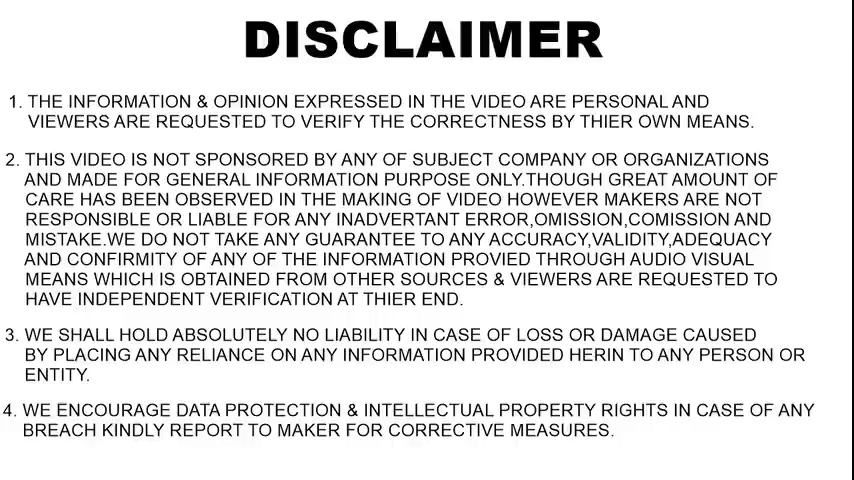 DISCLAIMER
1. THE INFORMATION & OPINION EXPRESSED IN THE VIDEO ARE PERSONAL AND
VIEWERS ARE REQUESTED TO VERIFY THE CORRECTNESS BY THIER OWN MEANS.
2. THIS VIDEO IS NOT SPONSORED BY ANY OF SUBJECT COMPANY OR ORGANIZATIONS
AND MADE FOR GENERAL INFORMATION PURPOSE ONLY.THOUGH GREAT AMOUNT OF
CARE HAS BEEN OBSERVED IN THE MAKING OF VIDEO HOWEVER MAKERS ARE NOT
RESPONSIBLE OR LIABLE FOR ANY INADVERTANT ERROR,OMISSION,COMISSION AND
MISTAKE.WE DO NOT TAKE ANY GUARANTEE TO ANY ACCURACY,VALIDITY,ADEQUACY
AND CONFIRMITY OF ANY OF THE INFORMATION PROVIED THROUGH AUDIO VISUAL
MEANS WHICH IS OBTAINED FROM OTHER SOURCES & VIEWERS ARE REQUESTED TO
HAVE INDEPENDENT VERIFICATION AT THIER END.
3. WE SHALL HOLD ABSOLUTELY NO LIABILITY IN CASE OF LOSS OR DAMAGE CAUSED
BY PLACING ANY RELIANCE ON ANY INFORMATION PROVIDED HERIN TO ANY PERSON OR
ENTITY.
4. WE ENCOURAGE DATA PROTECTION & INTELLECTUAL PROPERTY RIGHTS IN CASE OF ANY
BREACH KINDLY REPORT TO MAKER FOR CORRECTIVE MEASURES.